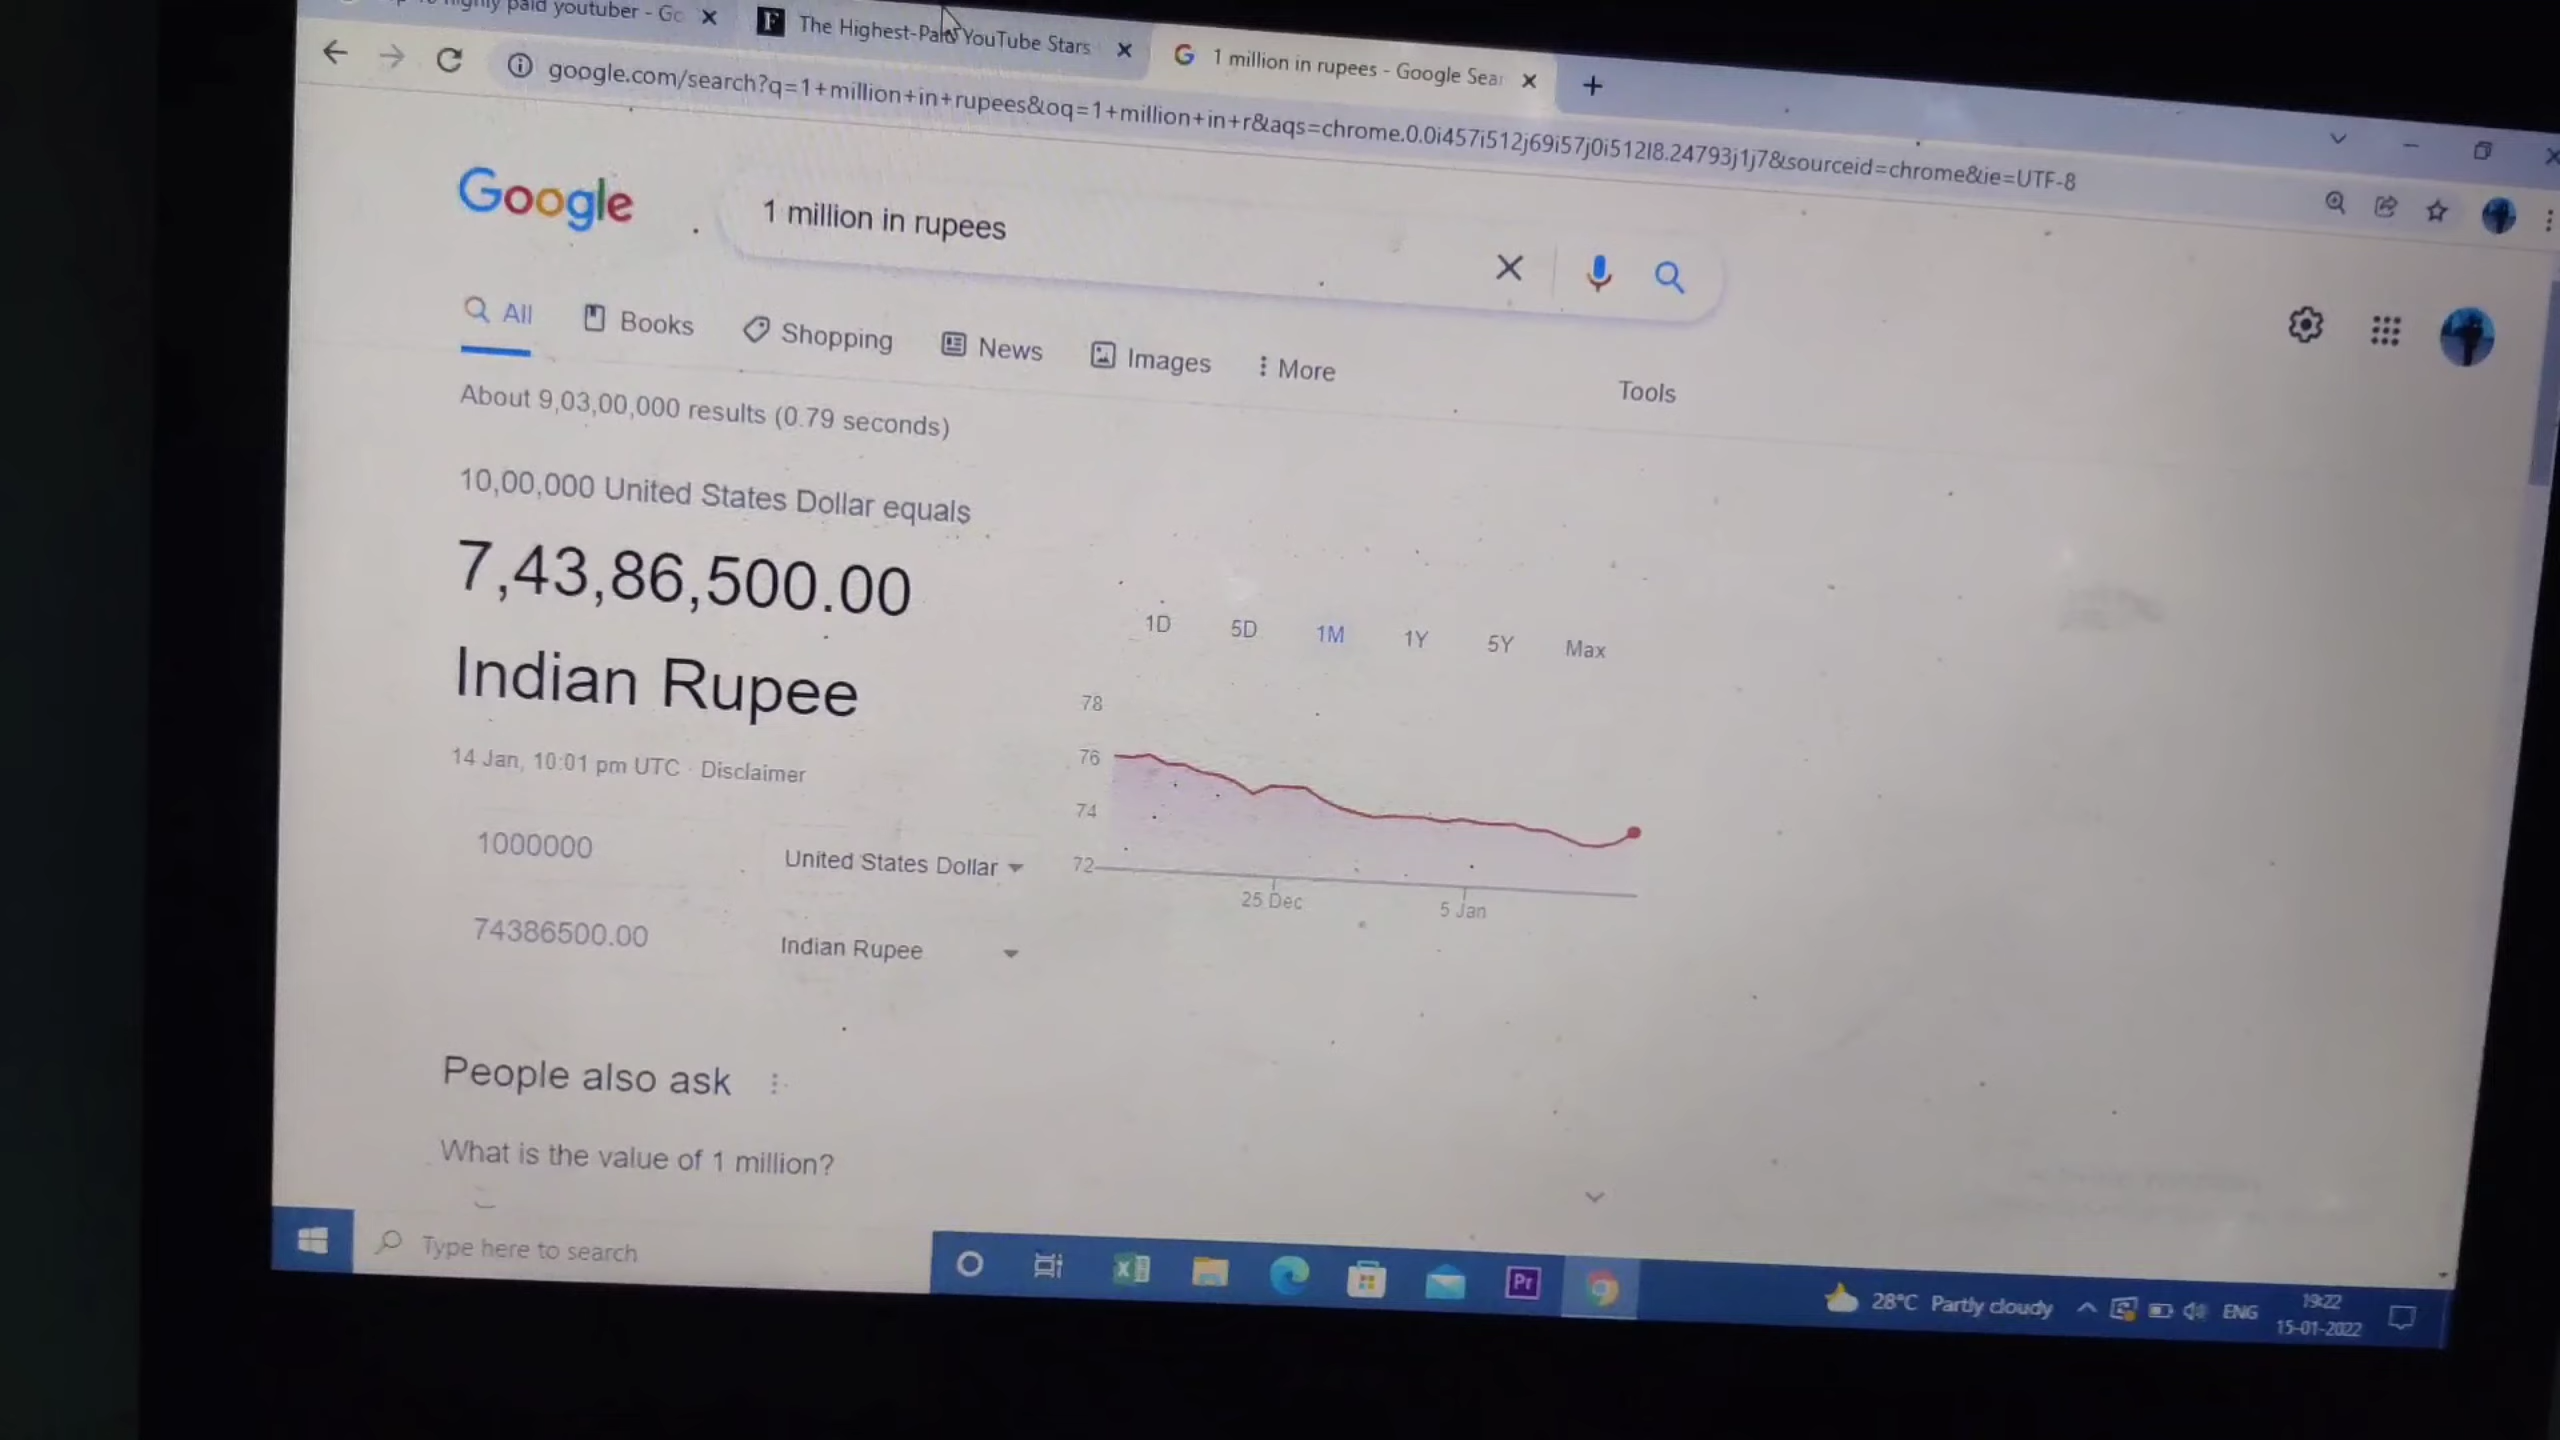 highly paid youtuber - Go
The Highest-Paid YouTube Stars
1 million in rupees - Google Sear
google.com/search?q=1+million+in+rupees&oq=1+million+in+r&aqs=chrome.0.0i457i512j69i57j0i512l8.24793j1j7&sourceid=chrome&ie=UTF-8
Google
1 million in rupees
All
Books
Shopping
News
Images
More
Tools
About 9,03,00,000 results (0.79 seconds)
10,00,000 United States Dollar equals
7,43,86,500.00
Indian Rupee
14 Jan, 10:01 pm UTC · Disclaimer
1D 5D 1M 1Y 5Y Max
78
76
74
72
25 Dec 5 Jan
1000000 United States Dollar
74386500.00 Indian Rupee
People also ask
What is the value of 1 million?
Type here to search
Pr
28°C Partly cloudy
ENG
19:22
15-01-2022